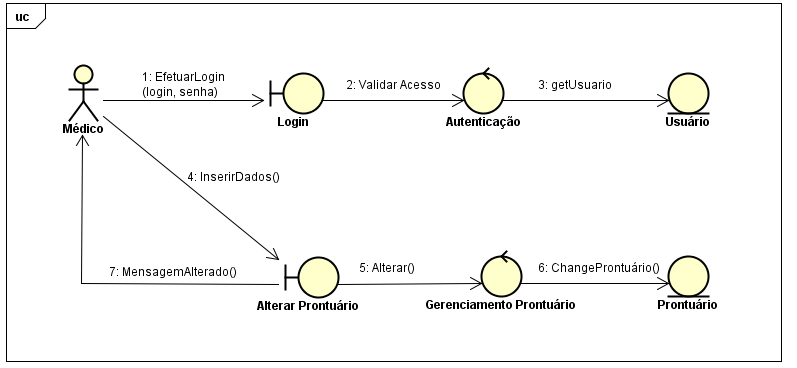 uc
1: EfetuarLogin
(login, senha)
2: Validar Acesso
3: getUsuario
Médico
Login
Autenticação
Usuário
4: InserirDados()
7: MensagemAlterado()
5: Alterar()
6: ChangeProntuário()
Alterar Prontuário
Gerenciamento Prontuário
Prontuário